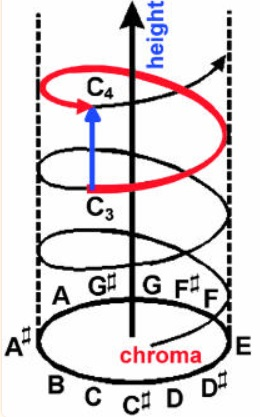 height
C₄
C₃
A G♯ G F♯ F
A♯ chroma E
B C C♯ D D♯